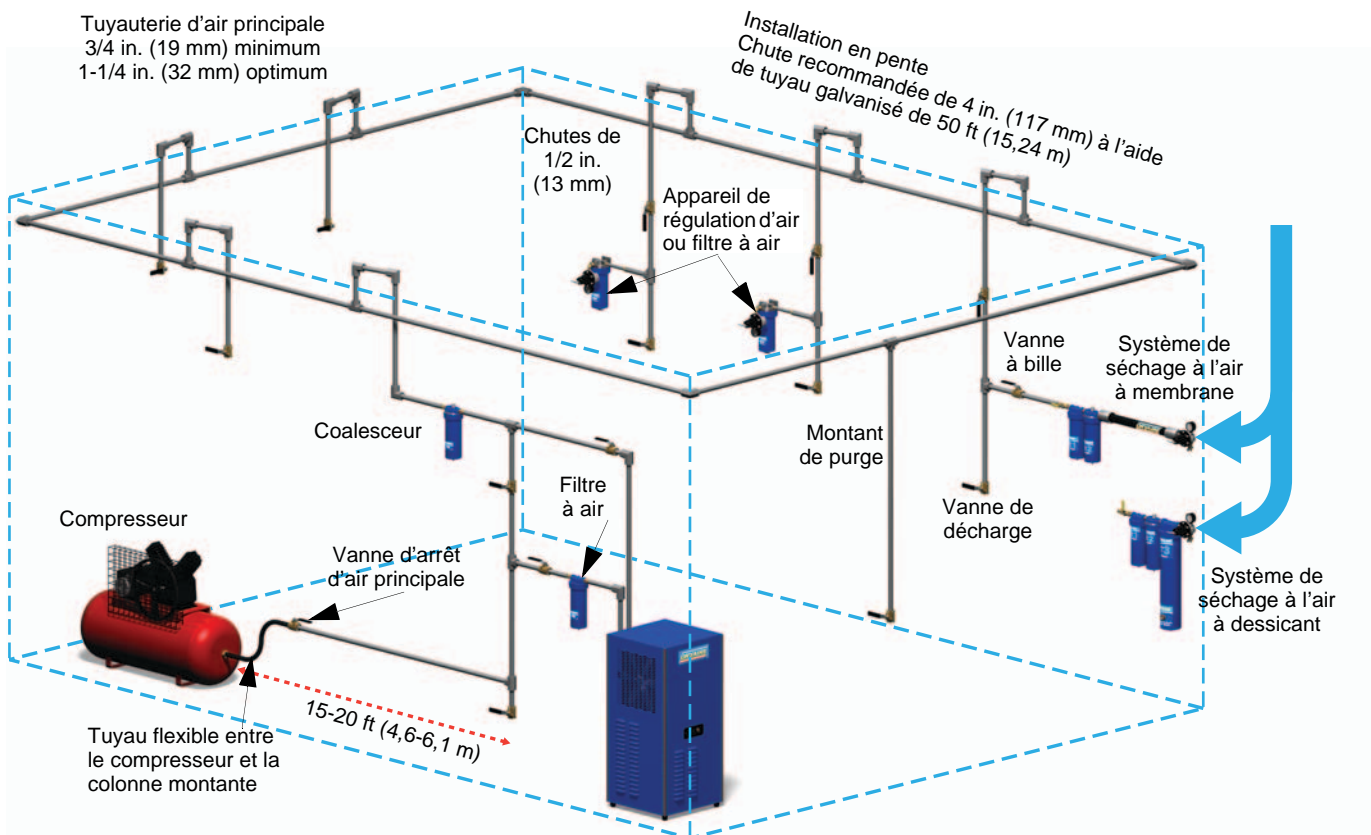 Tuyauterie d'air principale
3/4 in. (19 mm) minimum
1-1/4 in. (32 mm) optimum
Installation en pente
Chute recommandée de 4 in. (117 mm) à l'aide
de tuyau galvanisé de 50 ft (15,24 m)
Chutes de
1/2 in.
(13 mm)
Appareil de
régulation d'air
ou filtre à air
Vanne
à bille
Système de
séchage à l'air
à membrane
Coalesceur
Montant
de purge
Filtre
à air
Vanne de
décharge
Compresseur
Vanne d'arrêt
d'air principale
Système de
séchage à l'air
à dessicant
15-20 ft (4,6-6,1 m)
Tuyau flexible entre
le compresseur et la
colonne montante